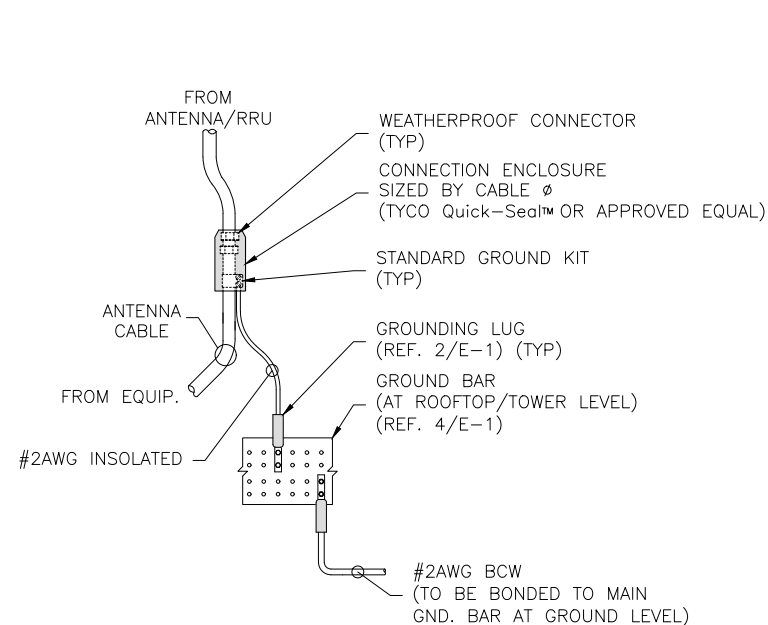 FROM
ANTENNA/RRU
WEATHERPROOF CONNECTOR
(TYP)
CONNECTION ENCLOSURE
SIZED BY CABLE Ø
(TYCO Quick-Seal™ OR APPROVED EQUAL)
STANDARD GROUND KIT
(TYP)
ANTENNA
CABLE
GROUNDING LUG
(REF. 2/E-1) (TYP)
FROM EQUIP.
GROUND BAR
(AT ROOFTOP/TOWER LEVEL)
(REF. 4/E-1)
#2AWG INSOLATED
#2AWG BCW
(TO BE BONDED TO MAIN
GND. BAR AT GROUND LEVEL)